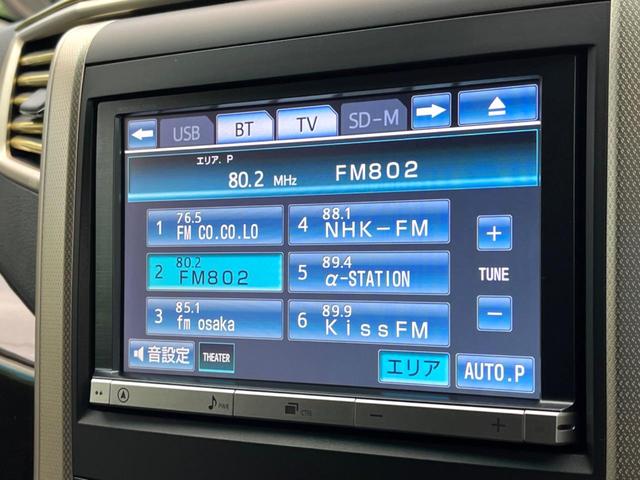 USB BT TV SD-M
エリア. P
80.2 MHz FM802
1 76.5 FM CO.CO.LO
4 88.1 NHK-FM
2 80.2 FM802
5 89.4 α-STATION
3 85.1 fm osaka
6 89.9 KissFM
+
TUNE
−
音設定 THEATER エリア AUTO.P
PWR CTRL − +